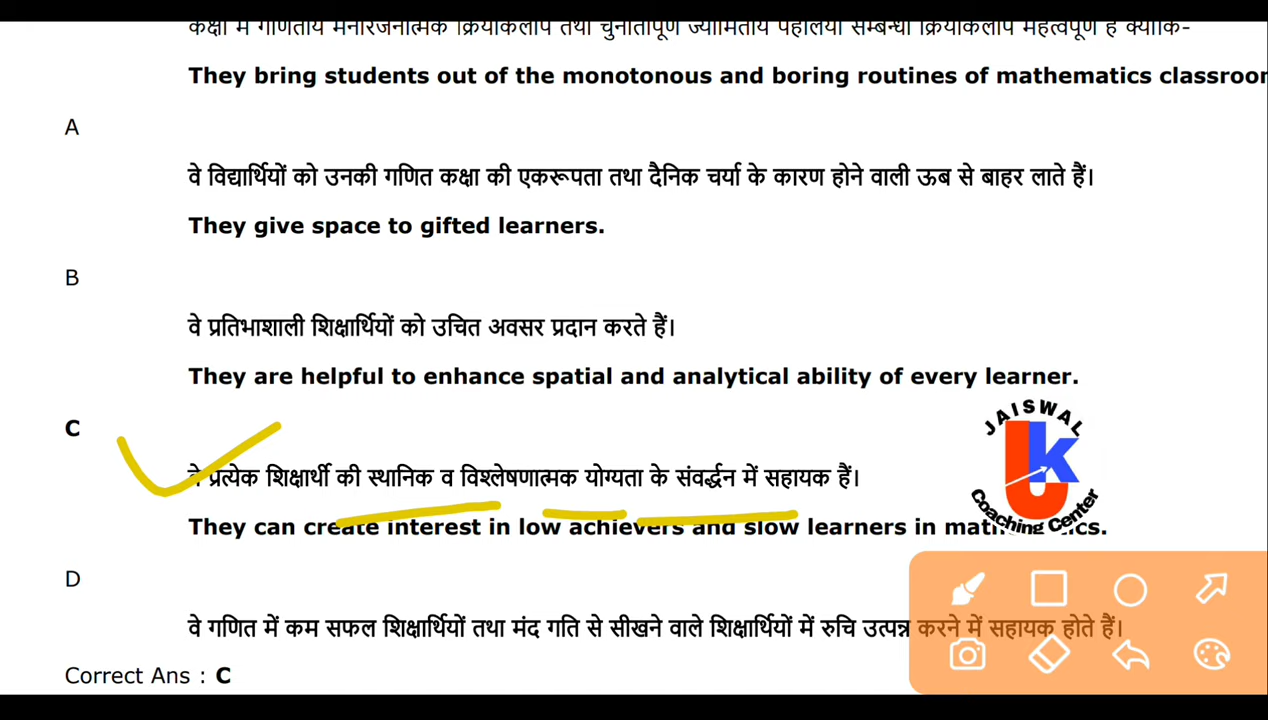 कक्षा में गणितीय मनोरंजनात्मक क्रियाकलाप तथा चुनौतीपूर्ण ज्यामितीय पहेलियाँ सम्बन्धी क्रियाकलाप महत्वपूर्ण हैं क्योंकि-
They bring students out of the monotonous and boring routines of mathematics classroo
A
वे विद्यार्थियों को उनकी गणित कक्षा की एकरूपता तथा दैनिक चर्या के कारण होने वाली ऊब से बाहर लाते हैं।
They give space to gifted learners.
B
वे प्रतिभाशाली शिक्षार्थियों को उचित अवसर प्रदान करते हैं।
They are helpful to enhance spatial and analytical ability of every learner.
C
वे प्रत्येक शिक्षार्थी की स्थानिक व विश्लेषणात्मक योग्यता के संवर्द्धन में सहायक हैं।
They can create interest in low achievers and slow learners in mathematics.
D
वे गणित में कम सफल शिक्षार्थियों तथा मंद गति से सीखने वाले शिक्षार्थियों में रुचि उत्पन्न करने में सहायक होते हैं।
Correct Ans : C
JAISWAL
UK
Coaching Center